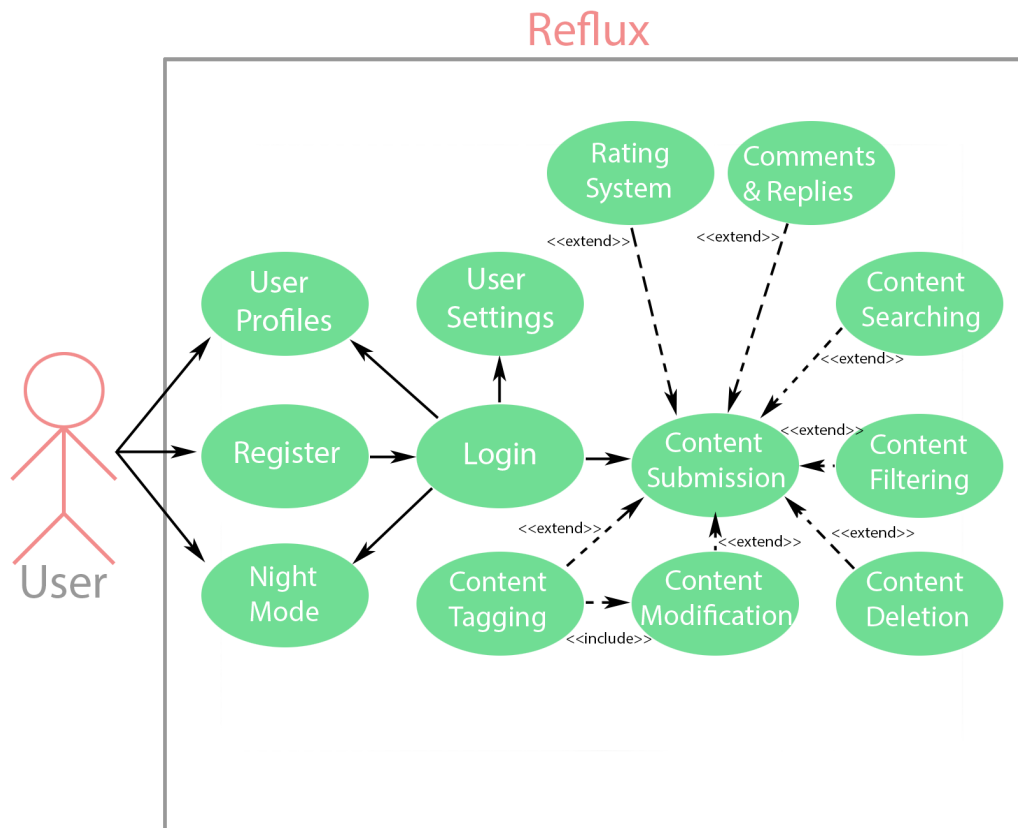 Reflux
Rating
System
Comments
& Replies
<<extend>>
<<extend>>
User
Profiles
User
Settings
Content
Searching
<<extend>>
Register
Login
Content
Submission
<<extend>>
Content
Filtering
<<extend>>
<<extend>>
<<extend>>
User
Night
Mode
Content
Tagging
<<include>>
Content
Modification
Content
Deletion